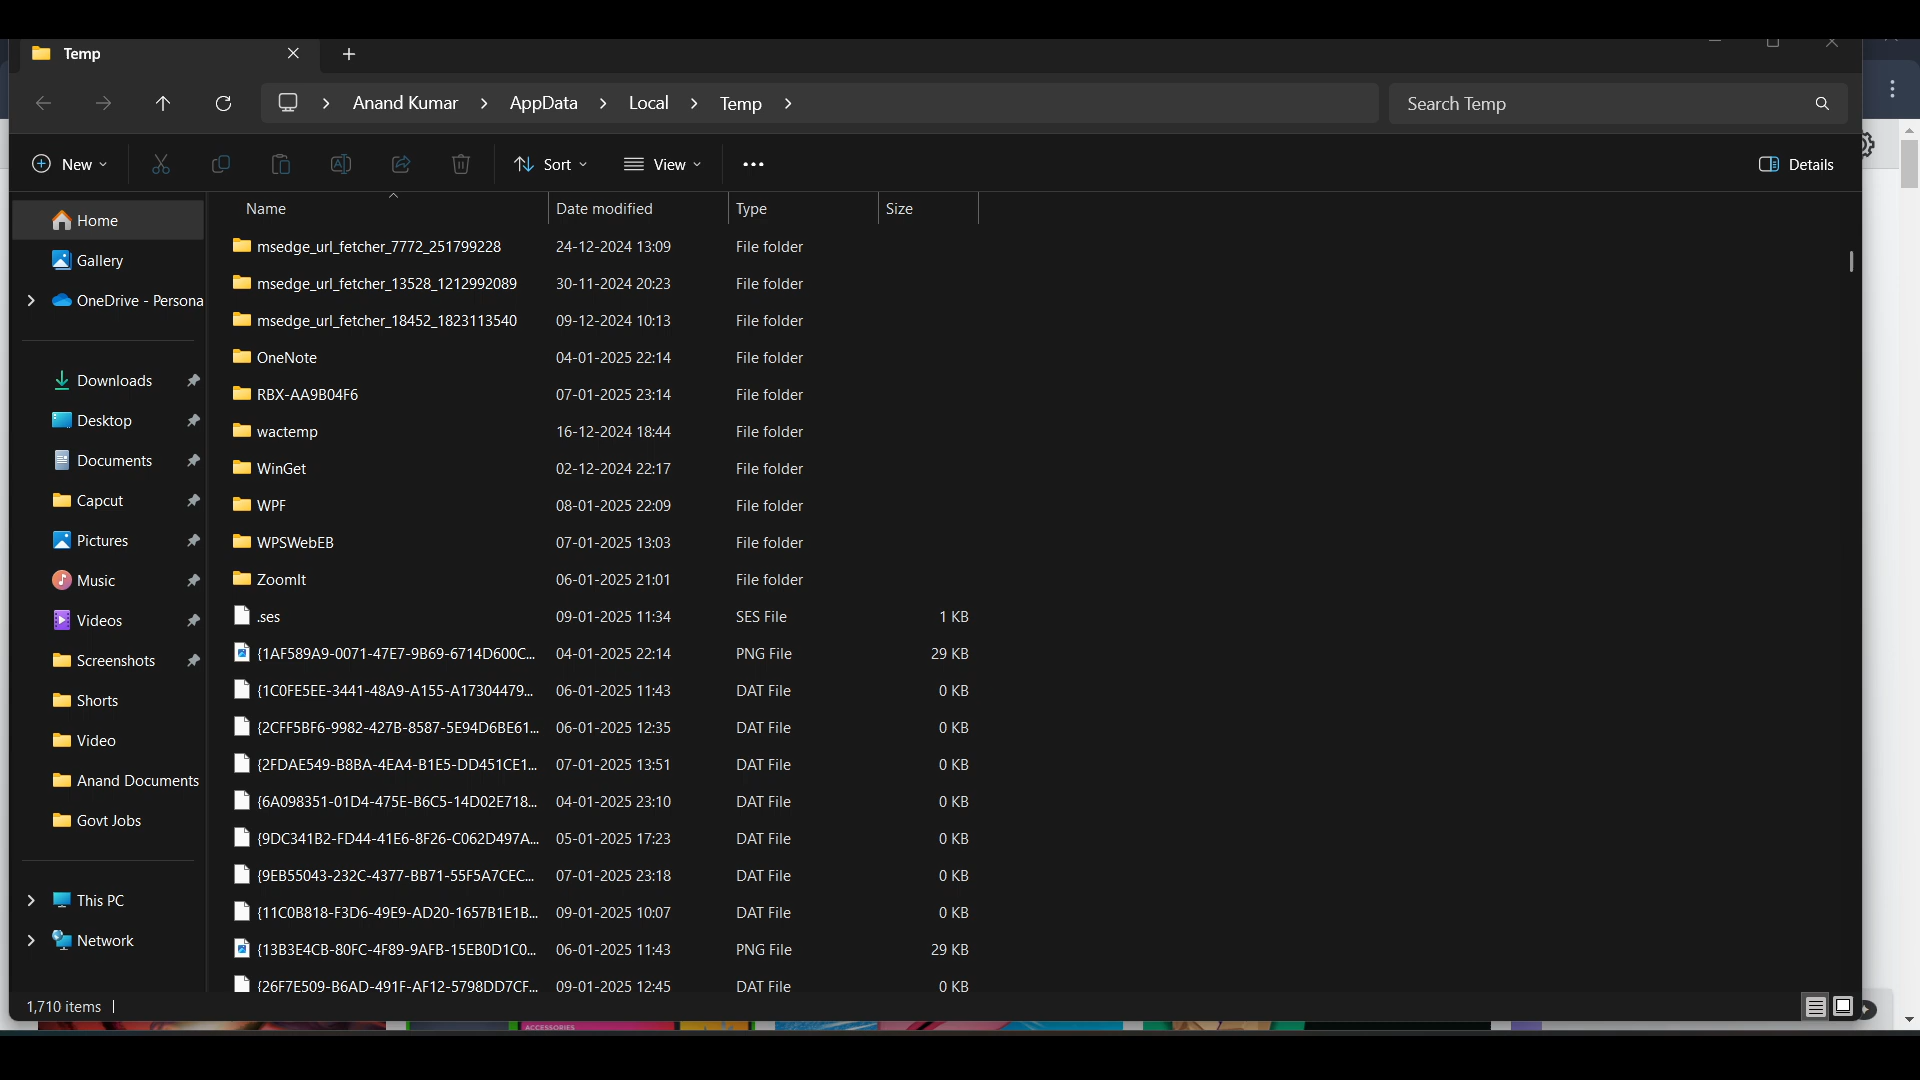 Temp
Anand Kumar > AppData > Local > Temp >
Search Temp
New
Sort
View
Details
Name Date modified Type Size
Home
Gallery
OneDrive - Persona
Downloads
Desktop
Documents
Capcut
Pictures
Music
Videos
Screenshots
Shorts
Video
Anand Documents
Govt Jobs
This PC
Network
msedge_url_fetcher_7772_251799228 24-12-2024 13:09 File folder
msedge_url_fetcher_13528_1212992089 30-11-2024 20:23 File folder
msedge_url_fetcher_18452_1823113540 09-12-2024 10:13 File folder
OneNote 04-01-2025 22:14 File folder
RBX-AA9B04F6 07-01-2025 23:14 File folder
wactemp 16-12-2024 18:44 File folder
WinGet 02-12-2024 22:17 File folder
WPF 08-01-2025 22:09 File folder
WPSWebEB 07-01-2025 13:03 File folder
ZoomIt 06-01-2025 21:01 File folder
.ses 09-01-2025 11:34 SES File 1 KB
{1AF589A9-0071-47E7-9B69-6714D600C... 04-01-2025 22:14 PNG File 29 KB
{1C0FE5EE-3441-48A9-A155-A17304479... 06-01-2025 11:43 DAT File 0 KB
{2CFF5BF6-9982-427B-8587-5E94D6BE61... 06-01-2025 12:35 DAT File 0 KB
{2FDAE549-B8BA-4EA4-B1E5-DD451CE1... 07-01-2025 13:51 DAT File 0 KB
{6A098351-01D4-475E-B6C5-14D02E718... 04-01-2025 23:10 DAT File 0 KB
{9DC341B2-FD44-41E6-8F26-C062D497A... 05-01-2025 17:23 DAT File 0 KB
{9EB55043-232C-4377-BB71-55F5A7CEC... 07-01-2025 23:18 DAT File 0 KB
{11C0B818-F3D6-49E9-AD20-1657B1E1B... 09-01-2025 10:07 DAT File 0 KB
{13B3E4CB-80FC-4F89-9AFB-15EB0D1C0... 06-01-2025 11:43 PNG File 29 KB
{26F7E509-B6AD-491F-AF12-5798DD7CF... 09-01-2025 12:45 DAT File 0 KB
1,710 items
ACCESSORIES